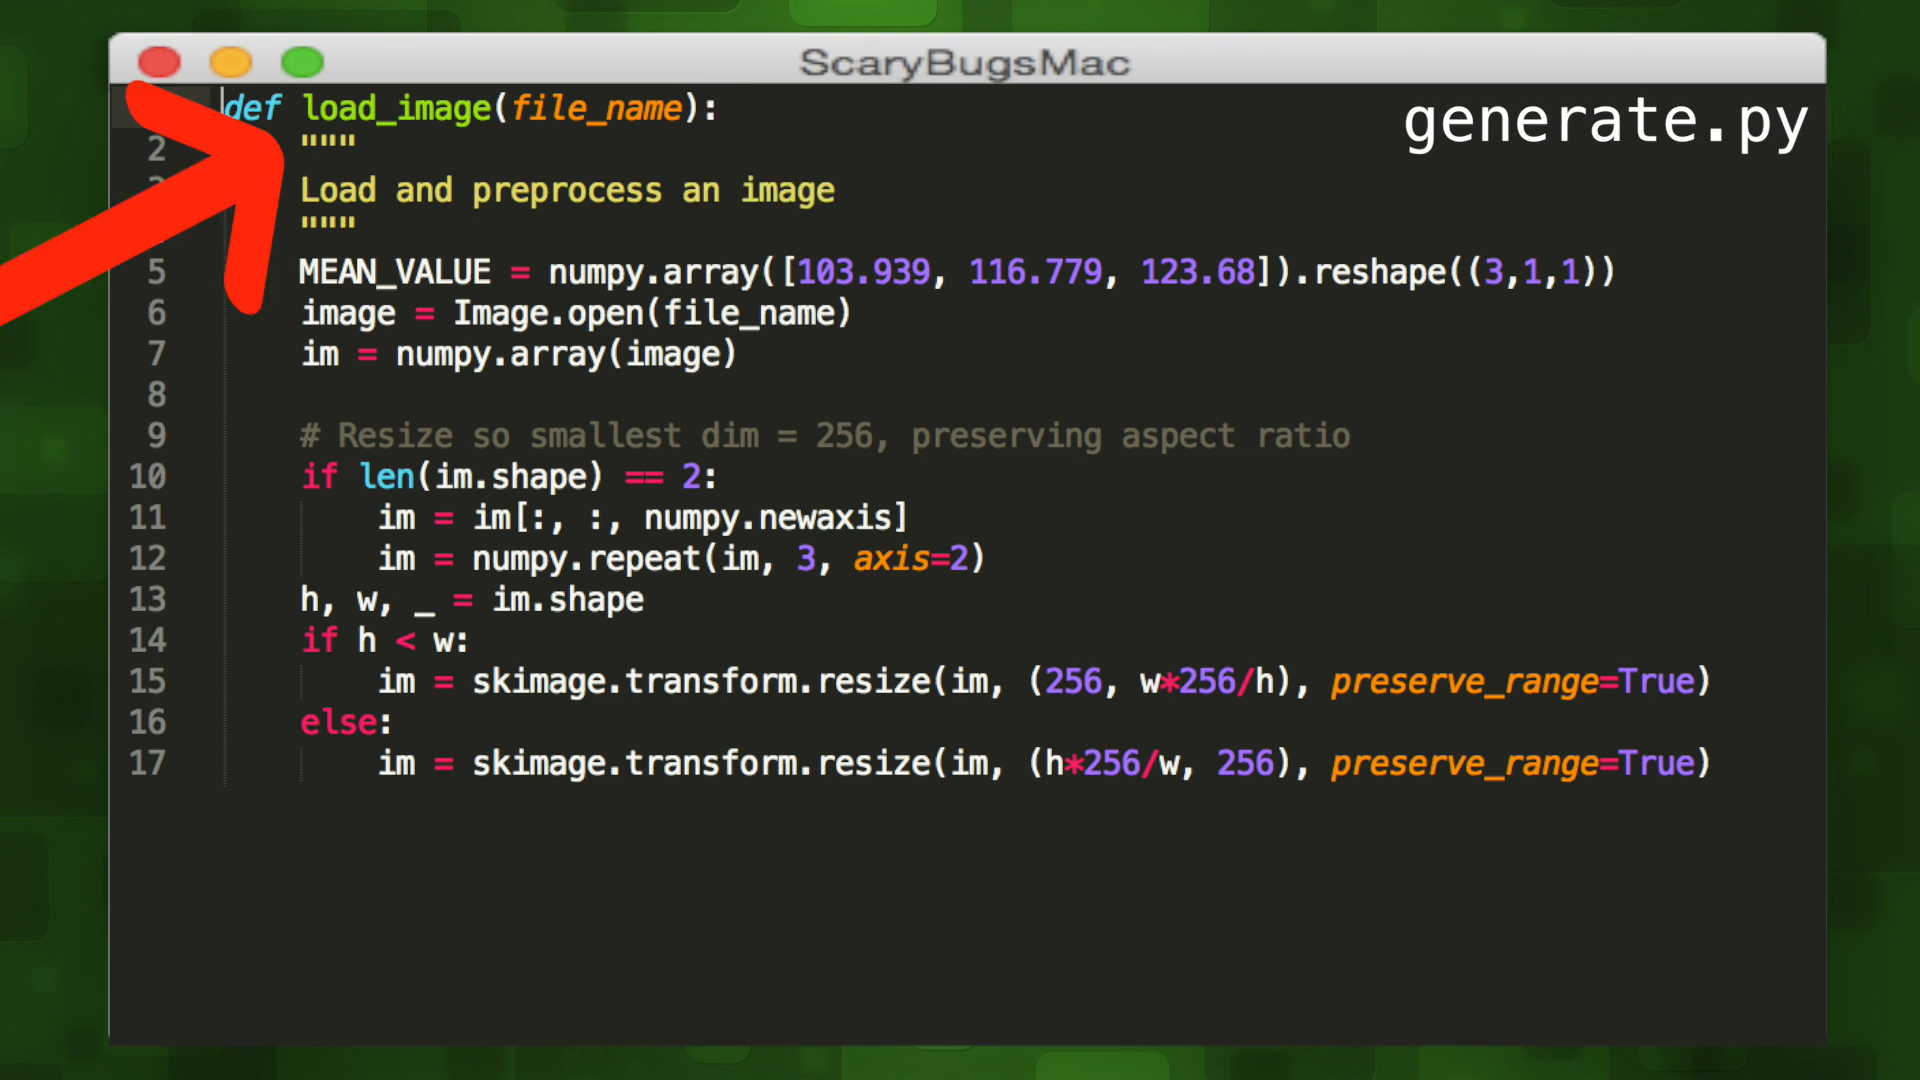 ScaryBugsMac
generate.py
def load_image(file_name):
2 """
Load and preprocess an image
"""
5 MEAN_VALUE = numpy.array([103.939, 116.779, 123.68]).reshape((3,1,1))
6 image = Image.open(file_name)
7 im = numpy.array(image)
8
9 # Resize so smallest dim = 256, preserving aspect ratio
10 if len(im.shape) == 2:
11 im = im[:, :, numpy.newaxis]
12 im = numpy.repeat(im, 3, axis=2)
13 h, w, _ = im.shape
14 if h < w:
15 im = skimage.transform.resize(im, (256, w*256/h), preserve_range=True)
16 else:
17 im = skimage.transform.resize(im, (h*256/w, 256), preserve_range=True)